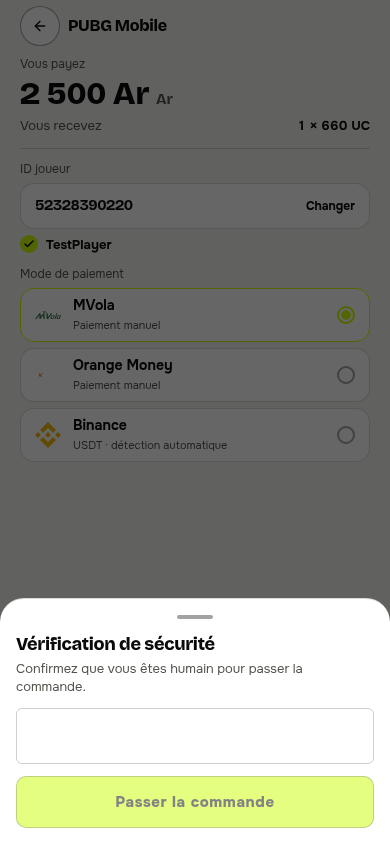 PUBG Mobile
Vous payez
2 500 Ar Ar
Vous recevez 1 × 660 UC
ID joueur
52328390220 Changer
TestPlayer
Mode de paiement
MVola
MVola
Paiement manuel
Orange Money
Paiement manuel
Binance
USDT · détection automatique
Vérification de sécurité
Confirmez que vous êtes humain pour passer la
commande.
Passer la commande